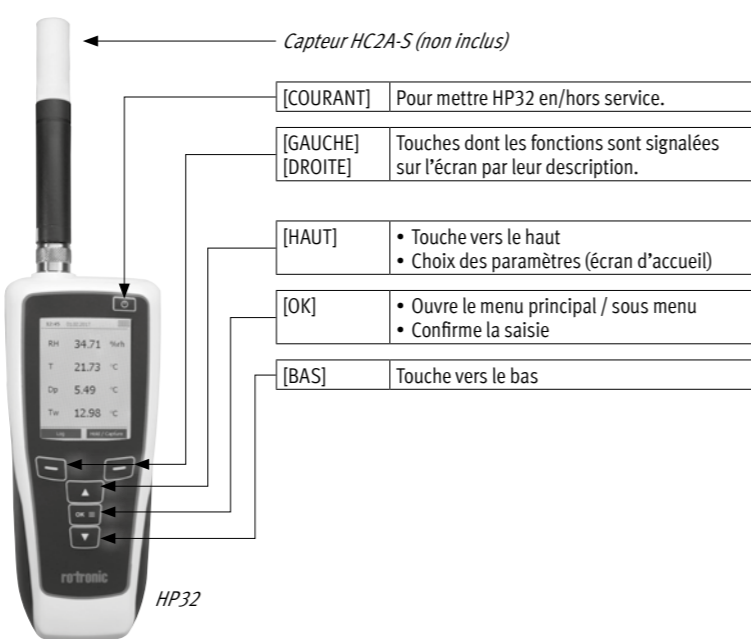 Capteur HC2A-S (non inclus)
[COURANT] Pour mettre HP32 en/hors service.
[GAUCHE] Touches dont les fonctions sont signalées
[DROITE] sur l'écran par leur description.
[HAUT] • Touche vers le haut
• Choix des paramètres (écran d'accueil)
[OK] • Ouvre le menu principal / sous menu
• Confirme la saisie
[BAS] Touche vers le bas
RH 34.71 %rh
T 21.73 °C
Dp 5.49 °C
Tw 12.98 °C
Log Hold / Capture
OK
rotronic
HP32